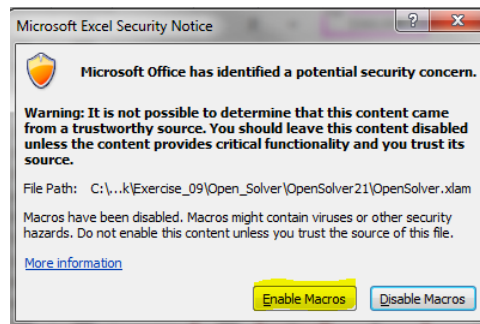 Microsoft Excel Security Notice
Microsoft Office has identified a potential security concern.
Warning: It is not possible to determine that this content came
from a trustworthy source. You should leave this content disabled
unless the content provides critical functionality and you trust its
source.
File Path: C:\...k\Exercise_09\Open_Solver\OpenSolver21\OpenSolver.xlam
Macros have been disabled. Macros might contain viruses or other security
hazards. Do not enable this content unless you trust the source of this file.
More information
Enable Macros Disable Macros